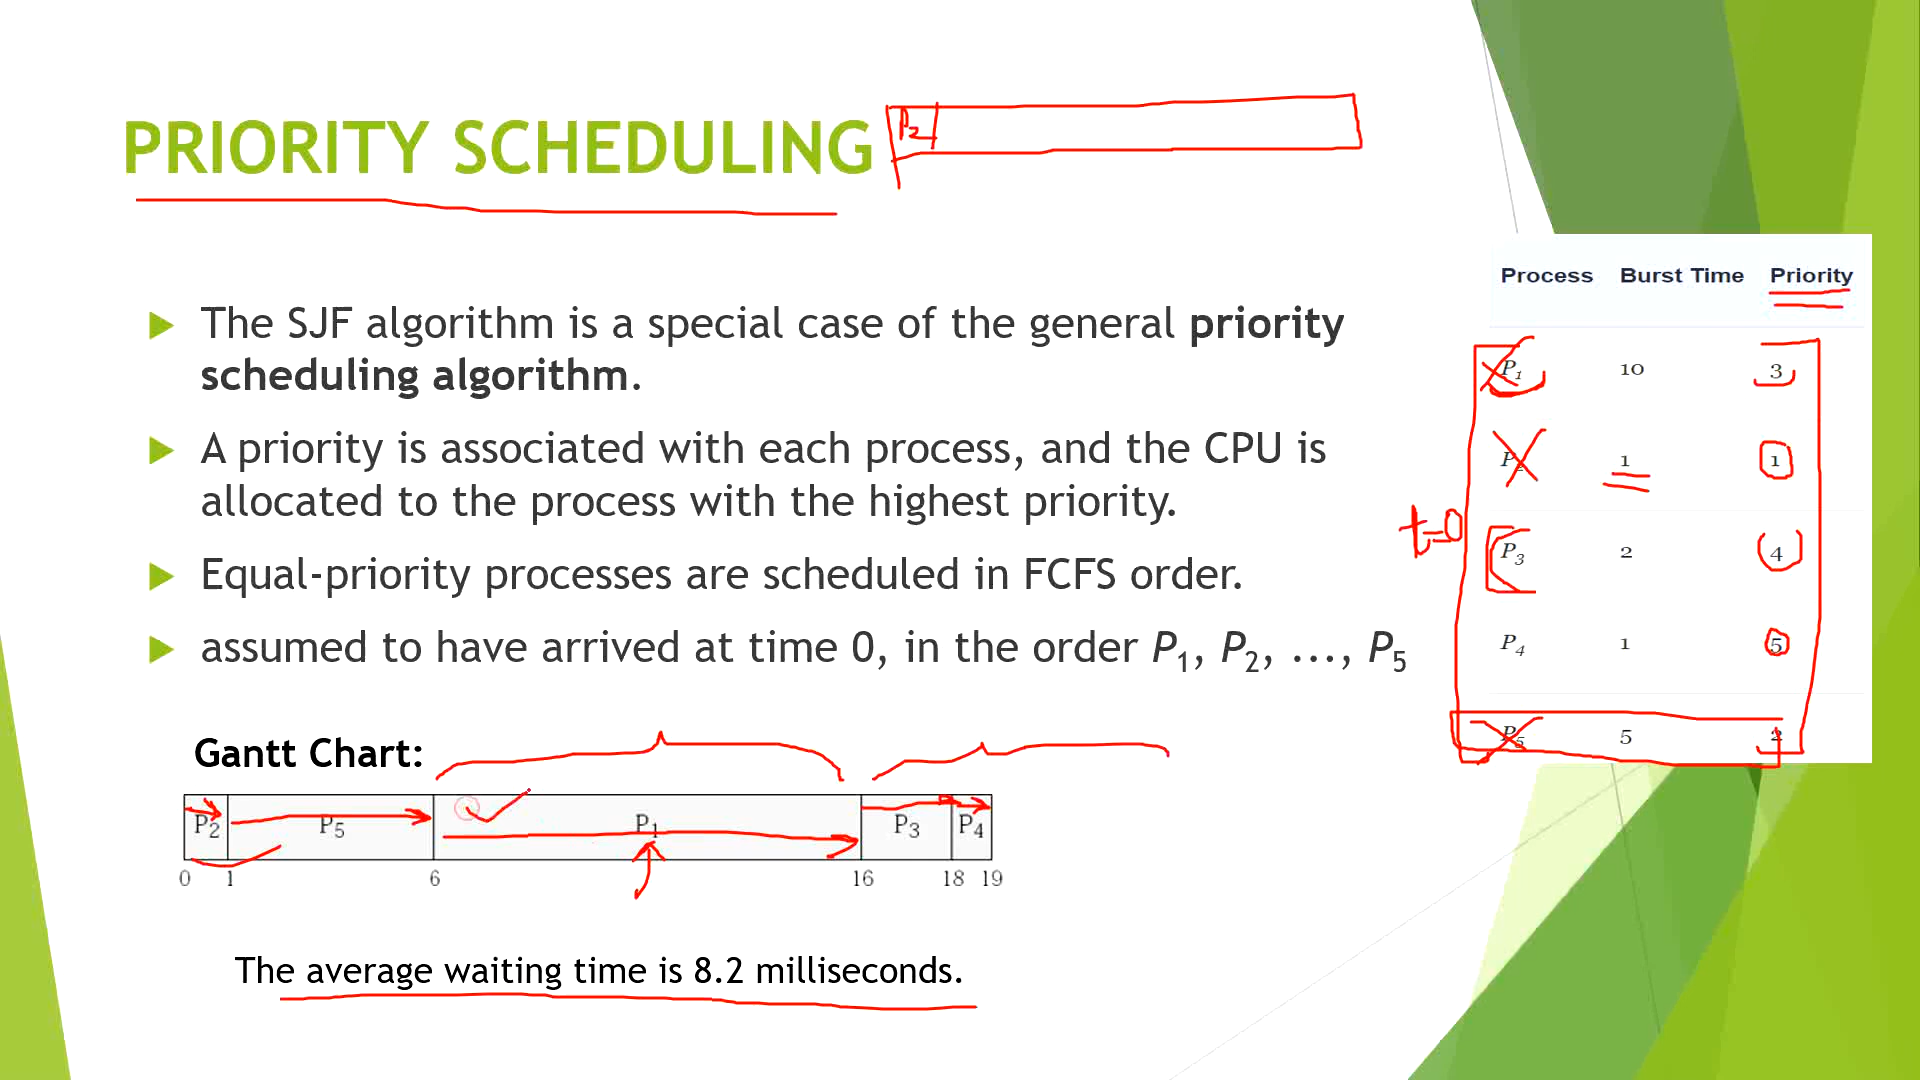 PRIORITY SCHEDULING
P2
▶ The SJF algorithm is a special case of the general priority
scheduling algorithm.
▶ A priority is associated with each process, and the CPU is
allocated to the process with the highest priority.
▶ Equal-priority processes are scheduled in FCFS order.
▶ assumed to have arrived at time 0, in the order P1, P2, ..., P5
Gantt Chart:
P2 P5 P1 P3 P4
0 1 6 16 18 19
The average waiting time is 8.2 milliseconds.
Process Burst Time Priority
P1 10 3
P2 1 1
t=0
P3 2 4
P4 1 5
P5 5 2